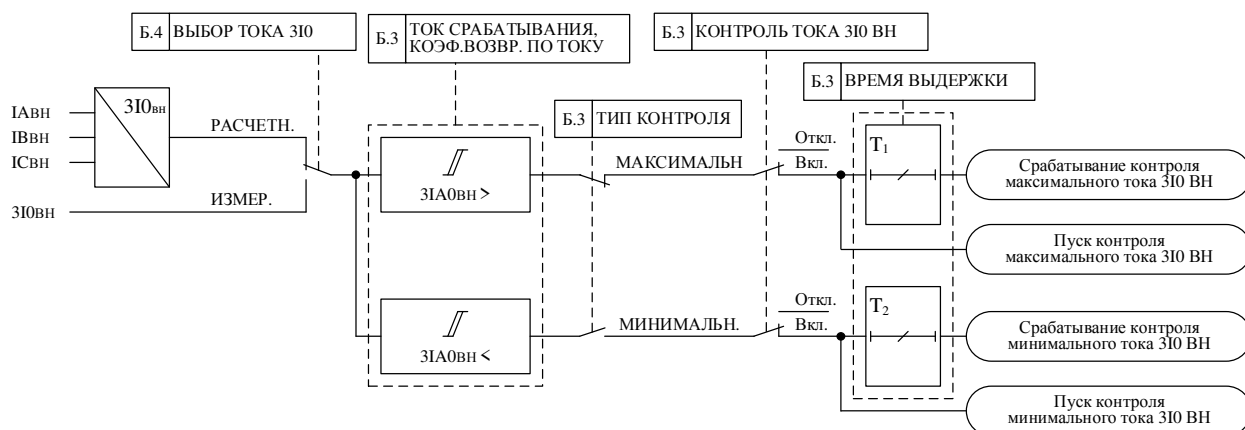 Б.4 ВЫБОР ТОКА 3I0
Б.3 ТОК СРАБАТЫВАНИЯ,
КОЭФ.ВОЗВР. ПО ТОКУ
Б.3 КОНТРОЛЬ ТОКА 3I0 ВН
Б.3 ВРЕМЯ ВЫДЕРЖКИ
Б.3 ТИП КОНТРОЛЯ
IAВН
IBВН
ICВН
3I0ВН
3I0ВН
РАСЧЕТН.
ИЗМЕР.
3IA0ВН >
МАКСИМАЛЬН
Откл.
Вкл.
T1
Срабатывание контроля
максимального тока 3I0 ВН
Пуск контроля
максимального тока 3I0 ВН
3IA0ВН <
МИНИМАЛЬН.
Откл.
Вкл.
T2
Срабатывание контроля
минимального тока 3I0 ВН
Пуск контроля
минимального тока 3I0 ВН